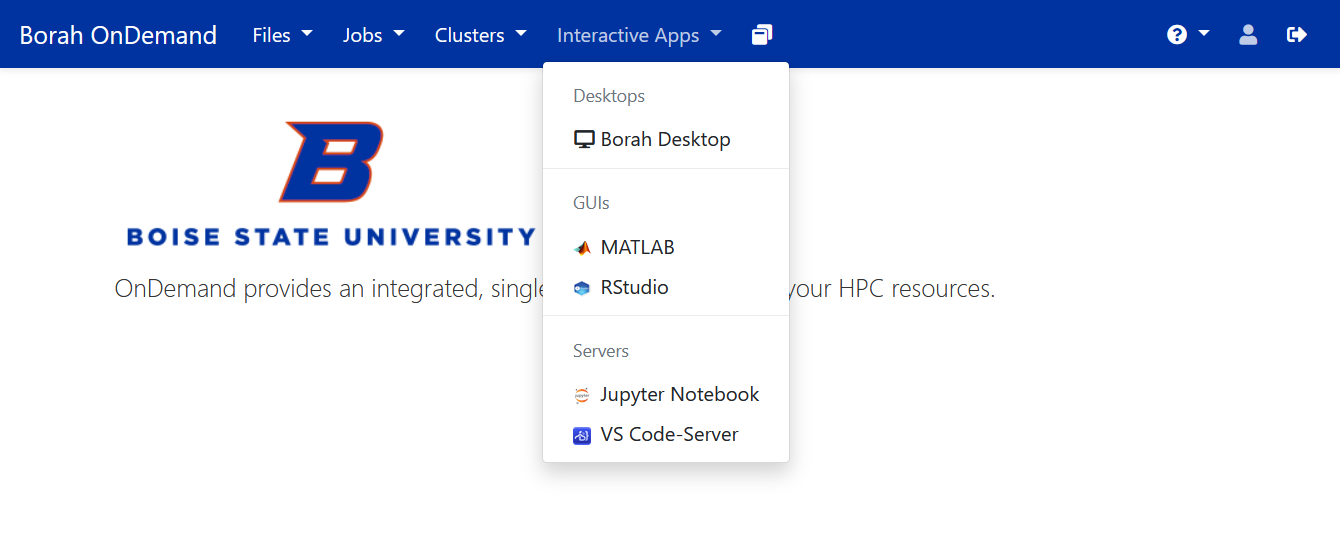 Borah OnDemand Files Jobs Clusters Interactive Apps
Desktops
Borah Desktop
GUIs
MATLAB
RStudio
Servers
Jupyter Notebook
VS Code-Server
B
BOISE STATE UNIVERSITY
OnDemand provides an integrated, single your HPC resources.